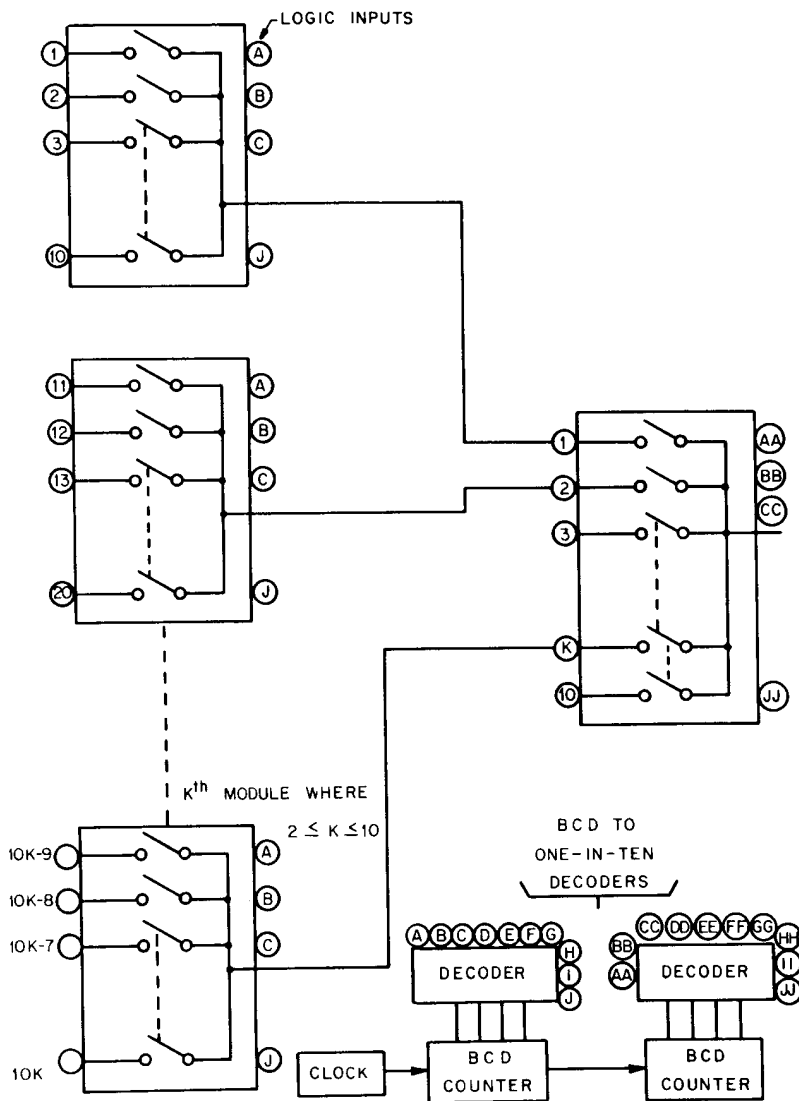 LOGIC INPUTS
1
A
2
B
3
C
10
J
11
A
12
B
13
C
20
J
1
AA
2
BB
3
CC
K
10
JJ
Kth MODULE WHERE
2 ≤ K ≤ 10
10K-9
A
10K-8
B
10K-7
C
10K
J
BCD TO
ONE-IN-TEN
DECODERS
A B C D E F G
H
I
J
DECODER
CC DD EE FF GG
HH
BB
II
AA
JJ
DECODER
CLOCK
BCD
COUNTER
BCD
COUNTER